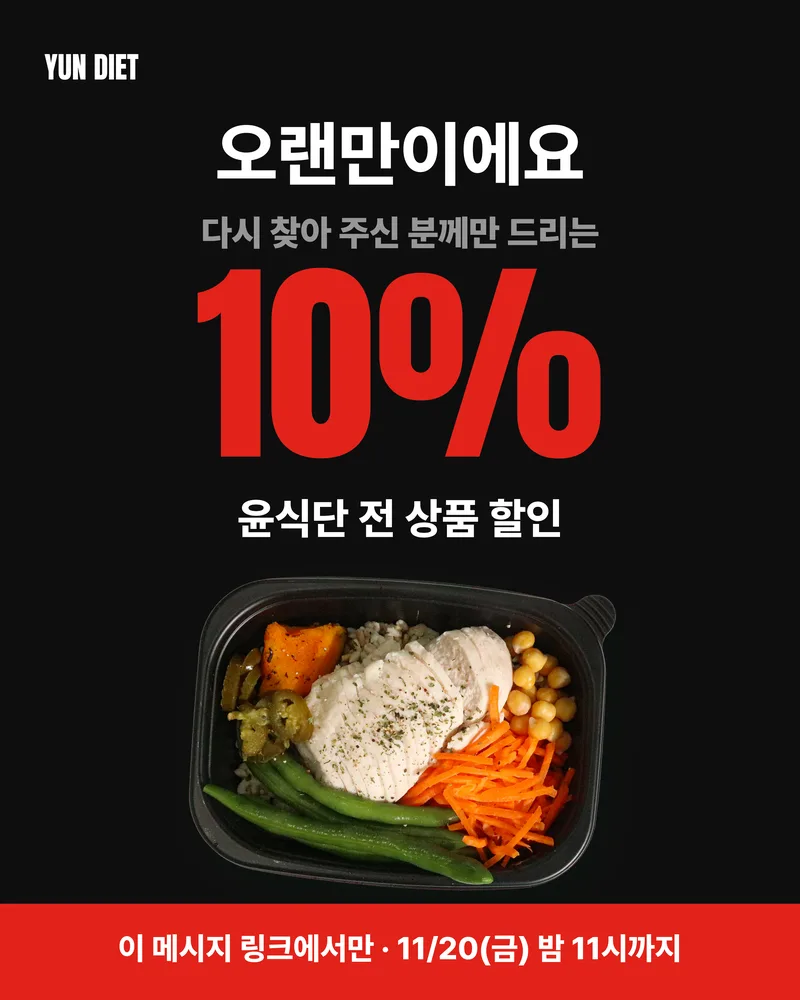 YUN DIET
오랜만이에요
다시 찾아 주신 분께만 드리는
10%
윤식단 전 상품 할인
이 메시지 링크에서만 · 11/20(금) 밤 11시까지